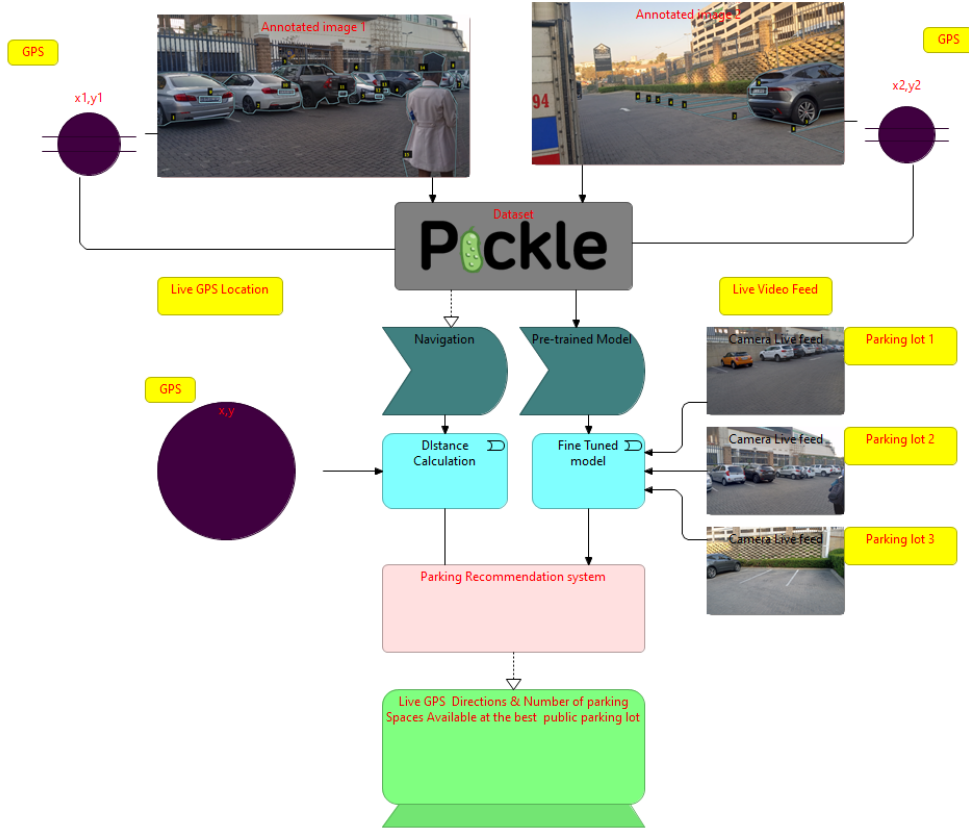 Annotated image 1
Annotated image 2
GPS
GPS
x1,y1
x2,y2
94
Dataset
Pickle
Live GPS Location
Live Video Feed
Navigation
Pre-trained Model
Camera Live feed
Parking lot 1
GPS
x,y
DIstance
Calculation
Fine Tuned
model
Camera Live feed
Parking lot 2
Camera Live feed
Parking lot 3
Parking Recommendation system
Live GPS Directions & Number of parking
Spaces Available at the best public parking lot